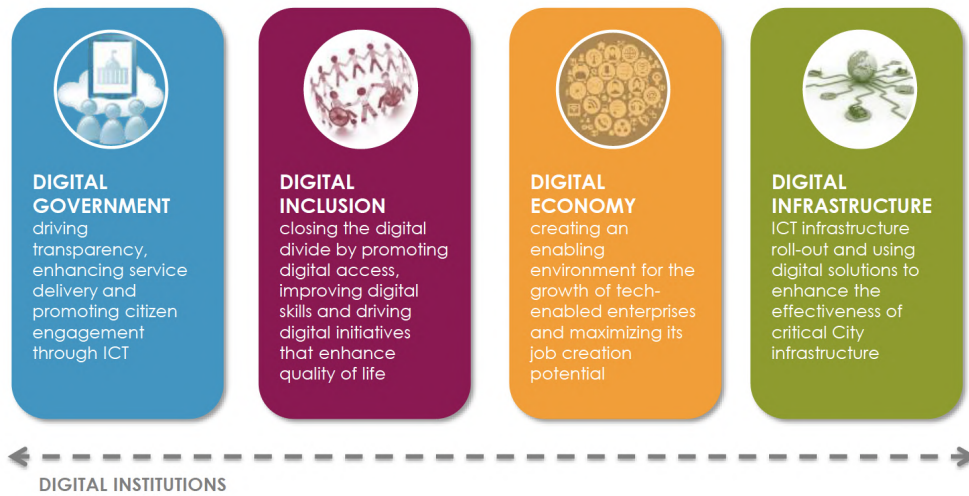 DIGITAL
GOVERNMENT
driving
transparency,
enhancing service
delivery and
promoting citizen
engagement
through ICT
DIGITAL
INCLUSION
closing the digital
divide by promoting
digital access,
improving digital
skills and driving
digital initiatives
that enhance
quality of life
DIGITAL
ECONOMY
creating an
enabling
environment for the
growth of tech-
enabled enterprises
and maximizing its
job creation
potential
DIGITAL
INFRASTRUCTURE
ICT infrastructure
roll-out and using
digital solutions to
enhance the
effectiveness of
critical City
infrastructure
DIGITAL INSTITUTIONS